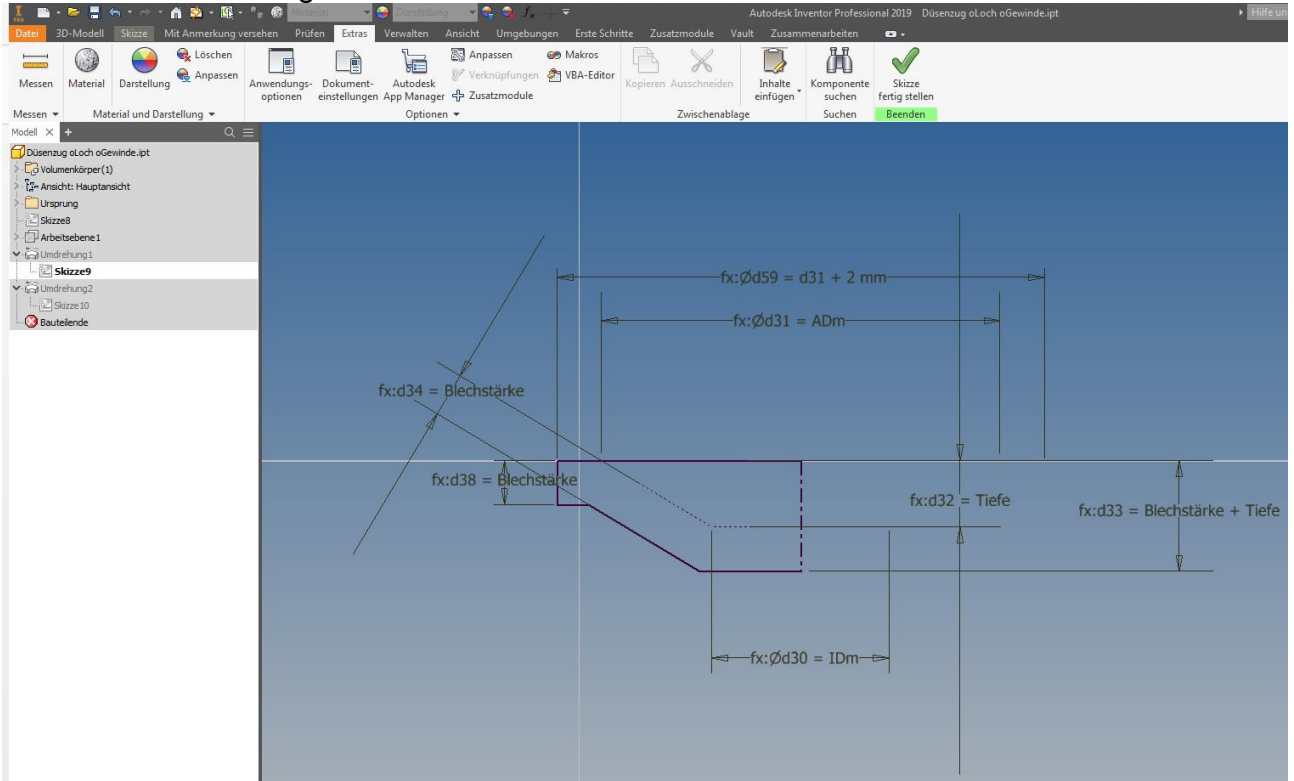 PRO Material Darstellung Autodesk Inventor Professional 2019 Düsenzug oLoch oGewinde.ipt Hilfe un
Datei 3D-Modell Skizze Mit Anmerkung versehen Prüfen Extras Verwalten Ansicht Umgebungen Erste Schritte Zusatzmodule Vault Zusammenarbeiten
Messen Material Darstellung Löschen Anpassen
Anwendungs-optionen Dokument-einstellungen Autodesk App Manager Anpassen Verknüpfungen Zusatzmodule Makros VBA-Editor
Kopieren Ausschneiden Inhalte einfügen Komponente suchen Skizze fertig stellen
Messen Material und Darstellung Optionen Zwischenablage Suchen Beenden
Modell
Düsenzug oLoch oGewinde.ipt
Volumenkörper(1)
Ansicht: Hauptansicht
Ursprung
Skizze8
Arbeitsebene1
Umdrehung1
Skizze9
Umdrehung2
Skizze10
Bauteilende
fx:Ød59 = d31 + 2 mm
fx:Ød31 = ADm
fx:d34 = Blechstärke
fx:d38 = Blechstärke
fx:d32 = Tiefe
fx:d33 = Blechstärke + Tiefe
fx:Ød30 = IDm